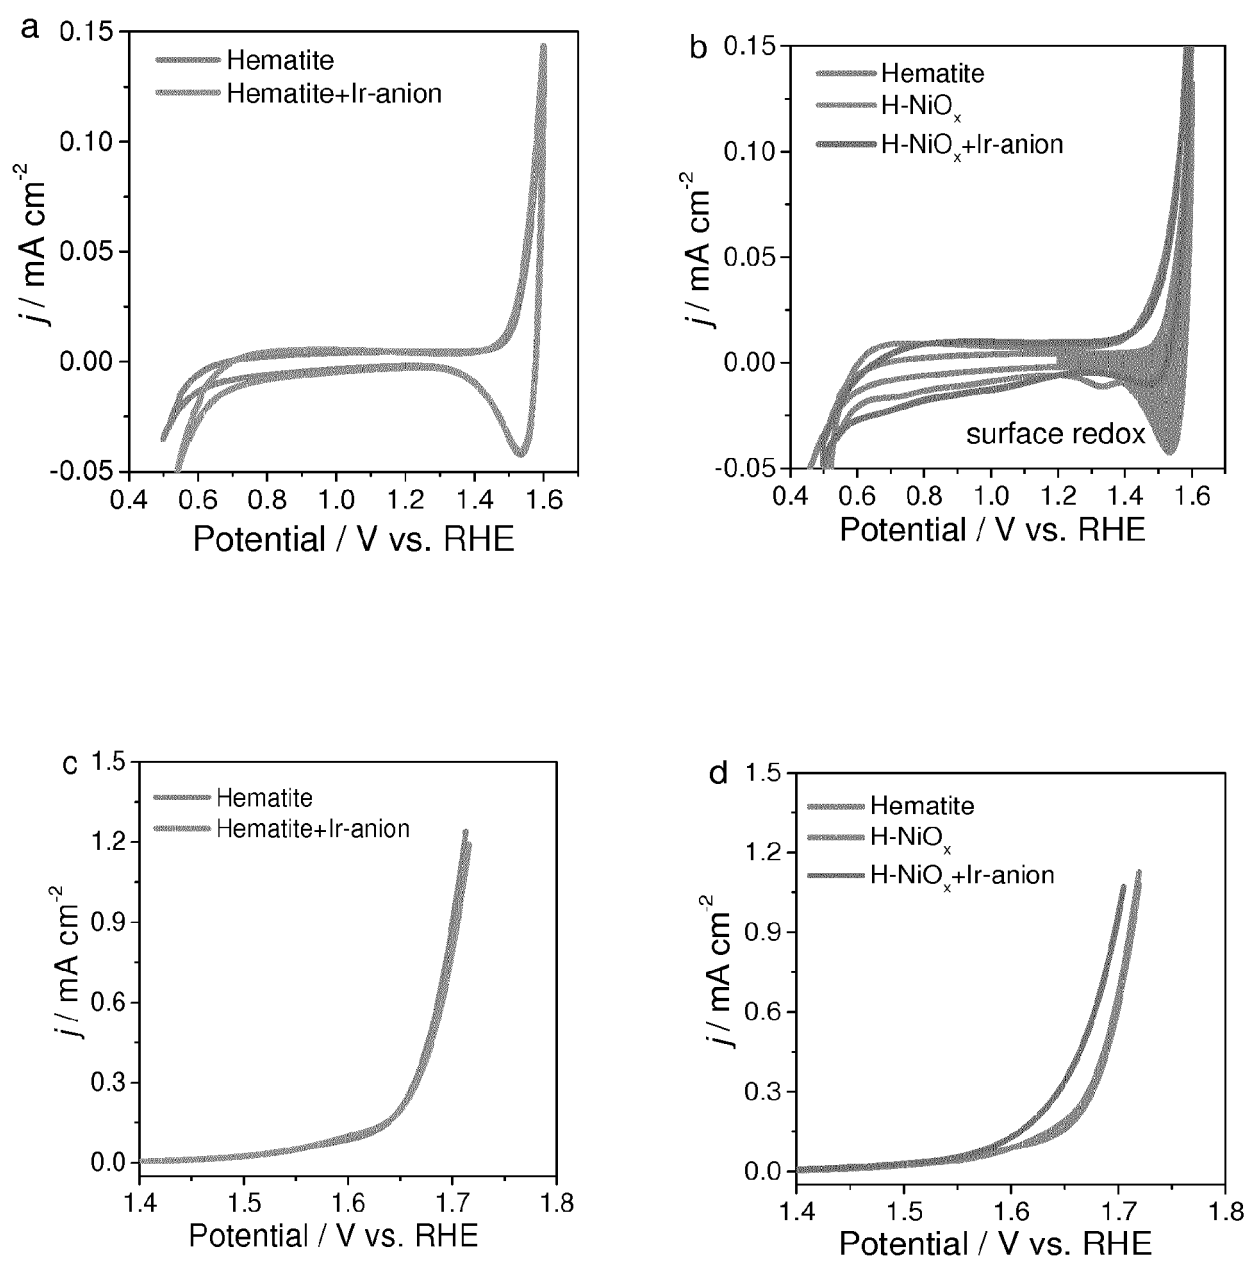 a
0.15
0.10
0.05
0.00
-0.05
Hematite
Hematite+Ir-anion
j / mA cm-2
0.4 0.6 0.8 1.0 1.2 1.4 1.6
Potential / V vs. RHE
b
0.15
0.10
0.05
0.00
-0.05
Hematite
H-NiOx
H-NiOx+Ir-anion
surface redox
j / mA cm-2
0.4 0.6 0.8 1.0 1.2 1.4 1.6
Potential / V vs. RHE
c
1.5
1.2
0.9
0.6
0.3
0.0
Hematite
Hematite+Ir-anion
j / mA cm-2
1.4 1.5 1.6 1.7 1.8
Potential / V vs. RHE
d
1.5
1.2
0.9
0.6
0.3
0.0
Hematite
H-NiOx
H-NiOx+Ir-anion
j / mA cm-2
1.4 1.5 1.6 1.7 1.8
Potential / V vs. RHE